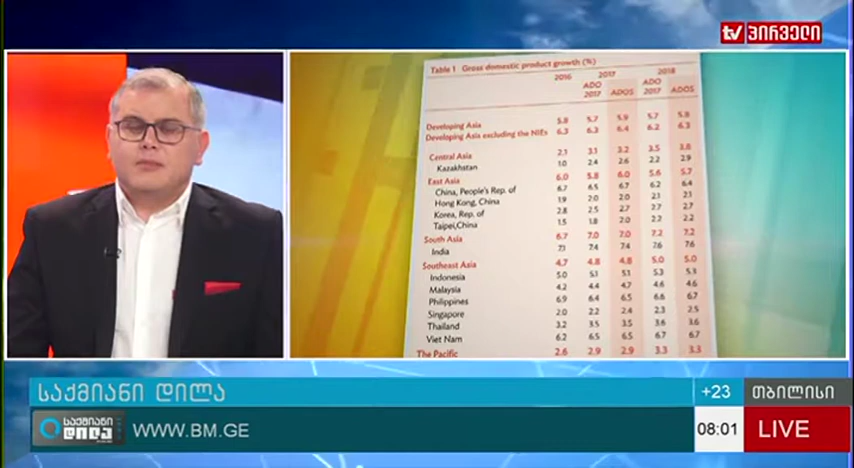 tv პირველი
Table 1 Gross domestic product growth (%)
2016 2017 2018
ADO 2017 ADOS ADO 2017 ADOS
Developing Asia 5.8 5.7 5.9 5.7 5.8
Developing Asia excluding the NIEs 6.3 6.3 6.4 6.2 6.3
Central Asia 2.1 3.1 3.2 3.5 3.8
Kazakhstan 1.0 2.4 2.6 2.2 2.9
East Asia 6.0 5.8 6.0 5.6 5.7
China, People's Rep. of 6.7 6.5 6.7 6.2 6.4
Hong Kong, China 1.9 2.0 2.0 2.1 2.1
Korea, Rep. of 2.8 2.5 2.7 2.7 2.7
Taipei,China 1.5 1.8 2.0 2.2 2.2
South Asia 6.7 7.0 7.0 7.2 7.2
India 7.1 7.4 7.4 7.6 7.6
Southeast Asia 4.7 4.8 4.8 5.0 5.0
Indonesia 5.0 5.1 5.1 5.3 5.3
Malaysia 4.2 4.4 4.7 4.6 4.6
Philippines 6.9 6.4 6.5 6.6 6.7
Singapore 2.0 2.2 2.4 2.3 2.5
Thailand 3.2 3.5 3.5 3.6 3.6
Viet Nam 6.2 6.5 6.5 6.7 6.7
The Pacific 2.6 2.9 2.9 3.3 3.3
საქმიანი დილა +23 თბილისი
საქმიანი
დილა WWW.BM.GE 08:01 LIVE